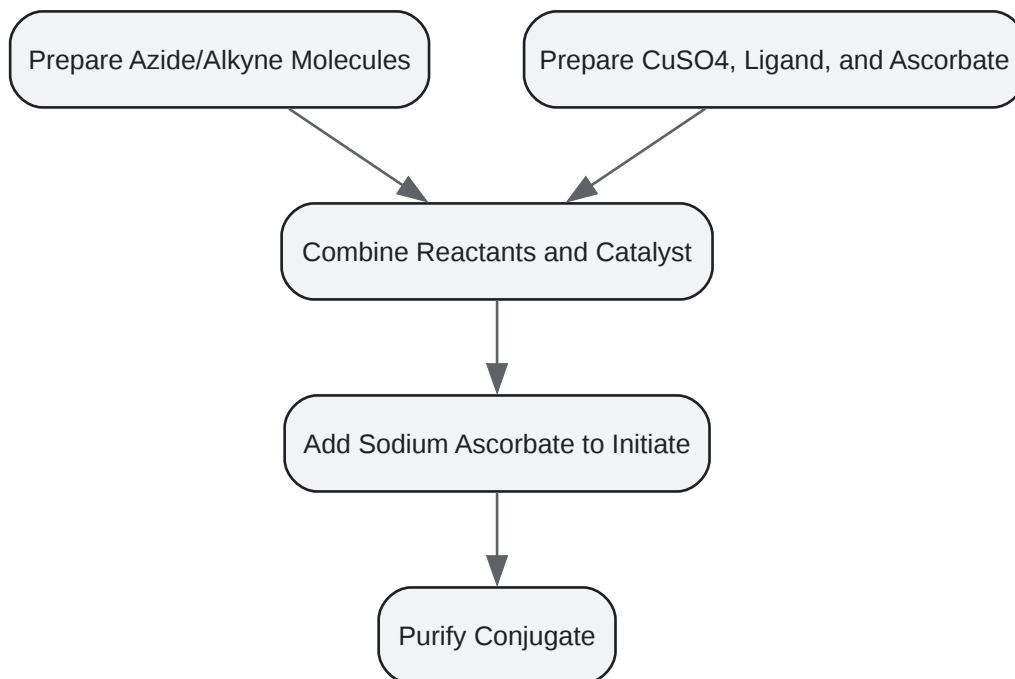 Prepare Azide/Alkyne Molecules
Prepare CuSO4, Ligand, and Ascorbate
Combine Reactants and Catalyst
Add Sodium Ascorbate to Initiate
Purify Conjugate